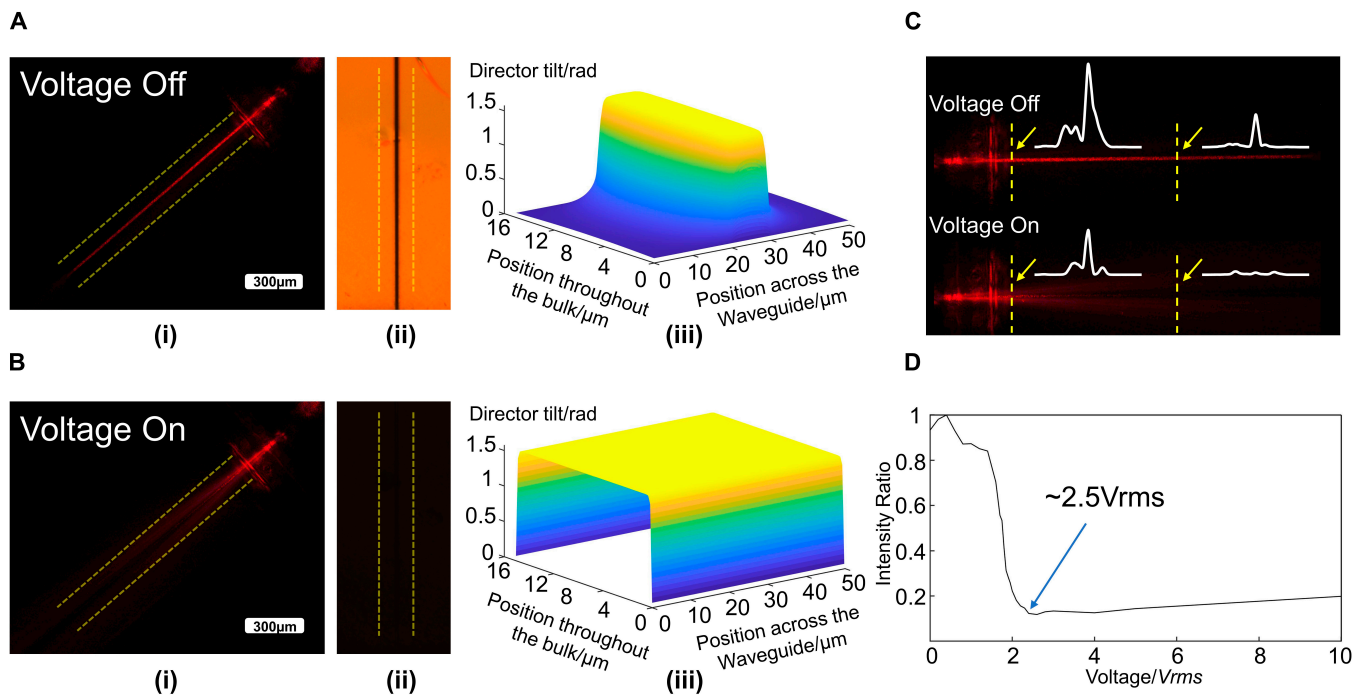 A
Voltage Off
300µm
(i)
(ii)
Director tilt/rad
1.5
1
0.5
0
16
12
8
4
0
0
10
20
30
40
50
Position throughout
the bulk/µm
Position across the
Waveguide/µm
(iii)
B
Voltage On
300µm
(i)
(ii)
Director tilt/rad
1.5
1
0.5
0
16
12
8
4
0
0
10
20
30
40
50
Position throughout
the bulk/µm
Position across the
Waveguide/µm
(iii)
C
Voltage Off
Voltage On
D
1
0.8
0.6
0.4
0.2
Intensity Ratio
~2.5Vrms
0
2
4
6
8
10
Voltage/Vrms